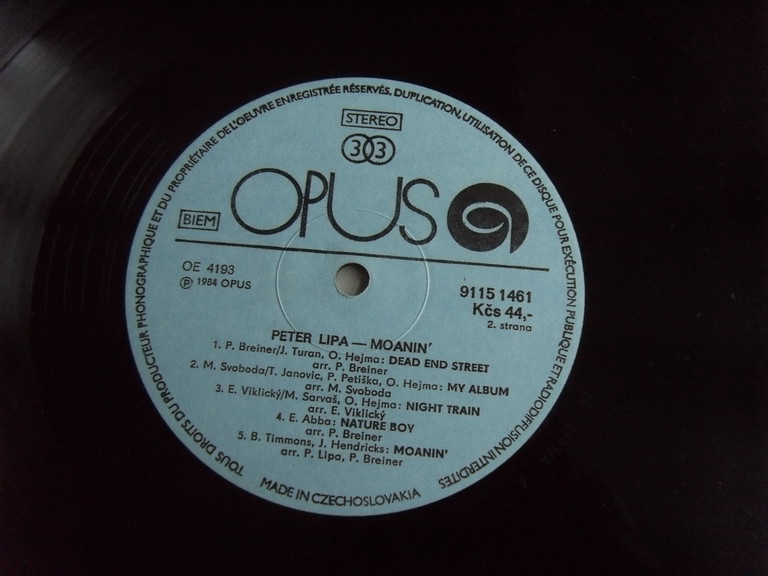 TOUS DROITS DU PRODUCTEUR PHONOGRAPHIQUE ET DU PROPRIÉTAIRE DE L'OEUVRE ENREGISTRÉE RÉSERVÉS. DUPLICATION, UTILISATION DE CE DISQUE POUR EXÉCUTION PUBLIQUE ET RADIODIFFUSION INTERDITES
STEREO
33
OPUS
BIEM
OE 4193
Ⓟ 1984 OPUS
9115 1461
Kčs 44,-
2. strana
PETER LIPA — MOANIN'
1. P. Breiner/J. Turan, O. Hejma: DEAD END STREET
arr. P. Breiner
2. M. Svoboda/T. Janovic, P. Petiška, O. Hejma: MY ALBUM
arr. M. Svoboda
3. E. Viklický/M. Sarvaš, O. Hejma: NIGHT TRAIN
arr. E. Viklický
4. E. Abba: NATURE BOY
arr. P. Breiner
5. B. Timmons, J. Hendricks: MOANIN'
arr. P. Lipa, P. Breiner
MADE IN CZECHOSLOVAKIA